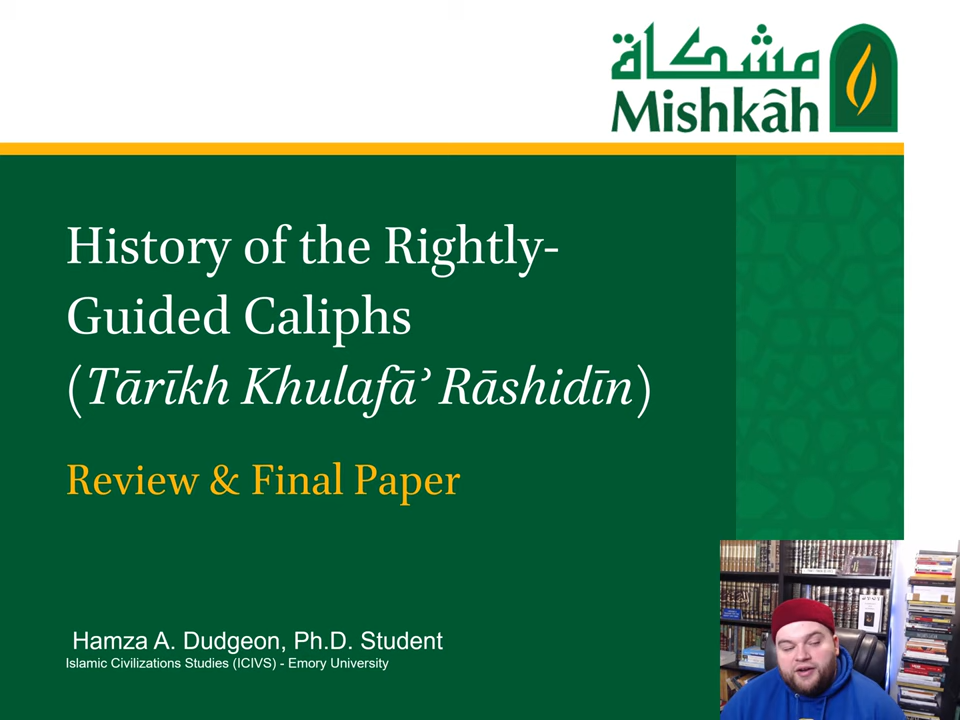 مشكاة
Mishkâh
History of the Rightly-
Guided Caliphs
(Tārīkh Khulafāʾ Rāshidīn)
Review & Final Paper
Hamza A. Dudgeon, Ph.D. Student
Islamic Civilizations Studies (ICIVS) - Emory University